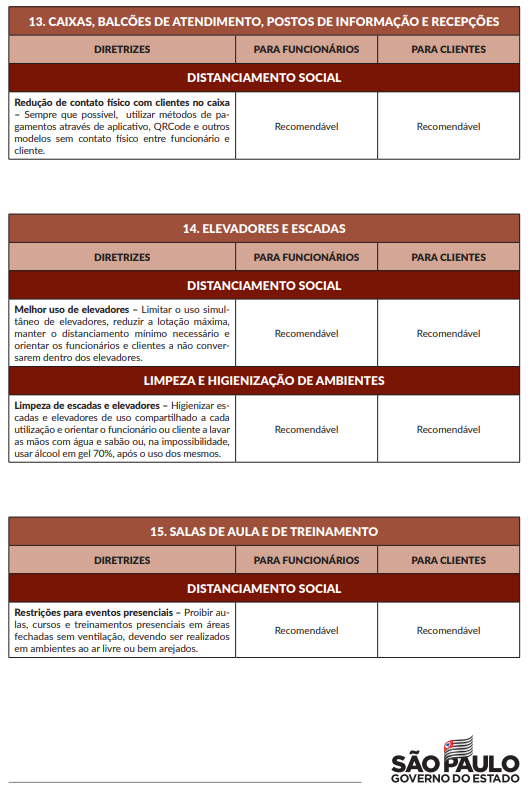 13. CAIXAS, BALCÕES DE ATENDIMENTO, POSTOS DE INFORMAÇÃO E RECEPÇÕES
DIRETRIZES PARA FUNCIONÁRIOS PARA CLIENTES
DISTANCIAMENTO SOCIAL
Redução de contato físico com clientes no caixa
– Sempre que possível, utilizar métodos de pa-
gamentos através de aplicativo, QRCode e outros
modelos sem contato físico entre funcionário e
cliente.
Recomendável Recomendável
14. ELEVADORES E ESCADAS
DIRETRIZES PARA FUNCIONÁRIOS PARA CLIENTES
DISTANCIAMENTO SOCIAL
Melhor uso de elevadores – Limitar o uso simul-
tâneo de elevadores, reduzir a lotação máxima,
manter o distanciamento mínimo necessário e
orientar os funcionários e clientes a não conver-
sarem dentro dos elevadores.
Recomendável Recomendável
LIMPEZA E HIGIENIZAÇÃO DE AMBIENTES
Limpeza de escadas e elevadores – Higienizar es-
cadas e elevadores de uso compartilhado a cada
utilização e orientar o funcionário ou cliente a lavar
as mãos com água e sabão ou, na impossibilidade,
usar álcool em gel 70%, após o uso dos mesmos.
Recomendável Recomendável
15. SALAS DE AULA E DE TREINAMENTO
DIRETRIZES PARA FUNCIONÁRIOS PARA CLIENTES
DISTANCIAMENTO SOCIAL
Restrições para eventos presenciais – Proibir au-
las, cursos e treinamentos presenciais em áreas
fechadas sem ventilação, devendo ser realizados
em ambientes ao ar livre ou bem arejados.
Recomendável Recomendável
SÃO PAULO
GOVERNO DO ESTADO